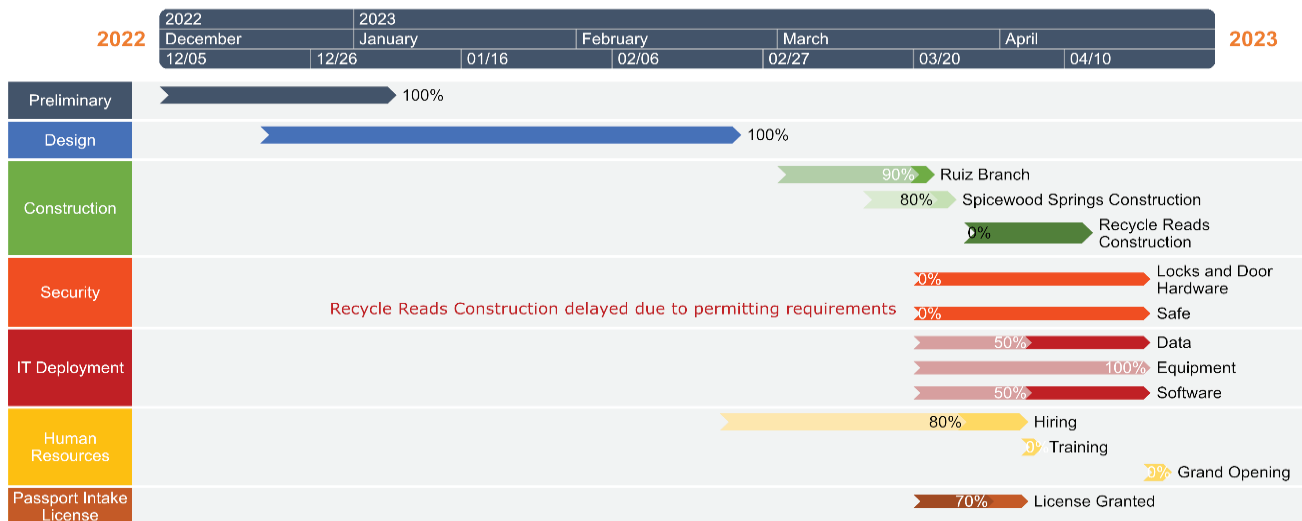 2022 2023
2022 December January February March April 2023
12/05 12/26 01/16 02/06 02/27 03/20 04/10
Preliminary 100%
Design 100%
Construction
90% Ruiz Branch
80% Spicewood Springs Construction
0% Recycle Reads
Construction
Security
0% Locks and Door
Hardware
Recycle Reads Construction delayed due to permitting requirements
0% Safe
IT Deployment
50% Data
100% Equipment
50% Software
Human
Resources
80% Hiring
0% Training
0% Grand Opening
Passport Intake
License
70% License Granted